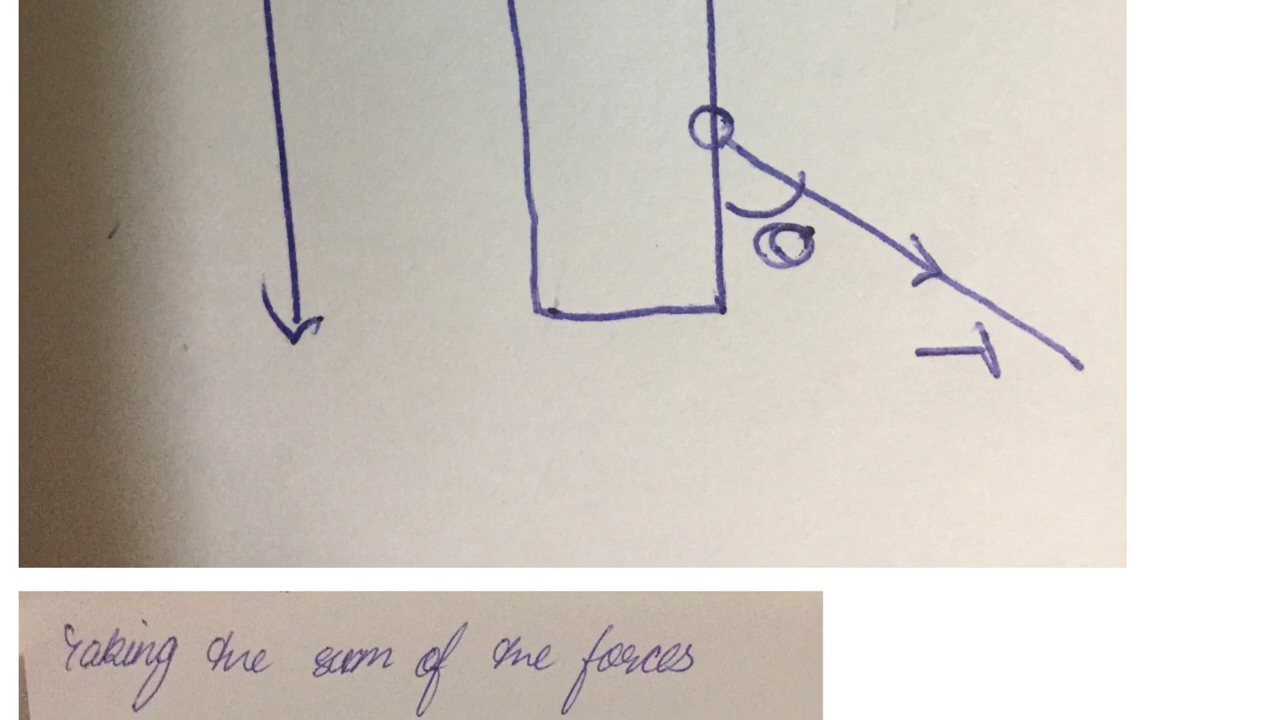 θ
T
Taking the sum of the forces